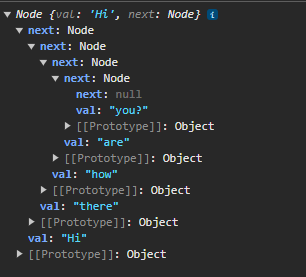 ▼ Node {val: 'Hi', next: Node} i
▼ next: Node
▼ next: Node
▼ next: Node
▼ next: Node
next: null
val: "you?"
▶ [[Prototype]]: Object
val: "are"
▶ [[Prototype]]: Object
val: "how"
▶ [[Prototype]]: Object
val: "there"
▶ [[Prototype]]: Object
val: "Hi"
▶ [[Prototype]]: Object